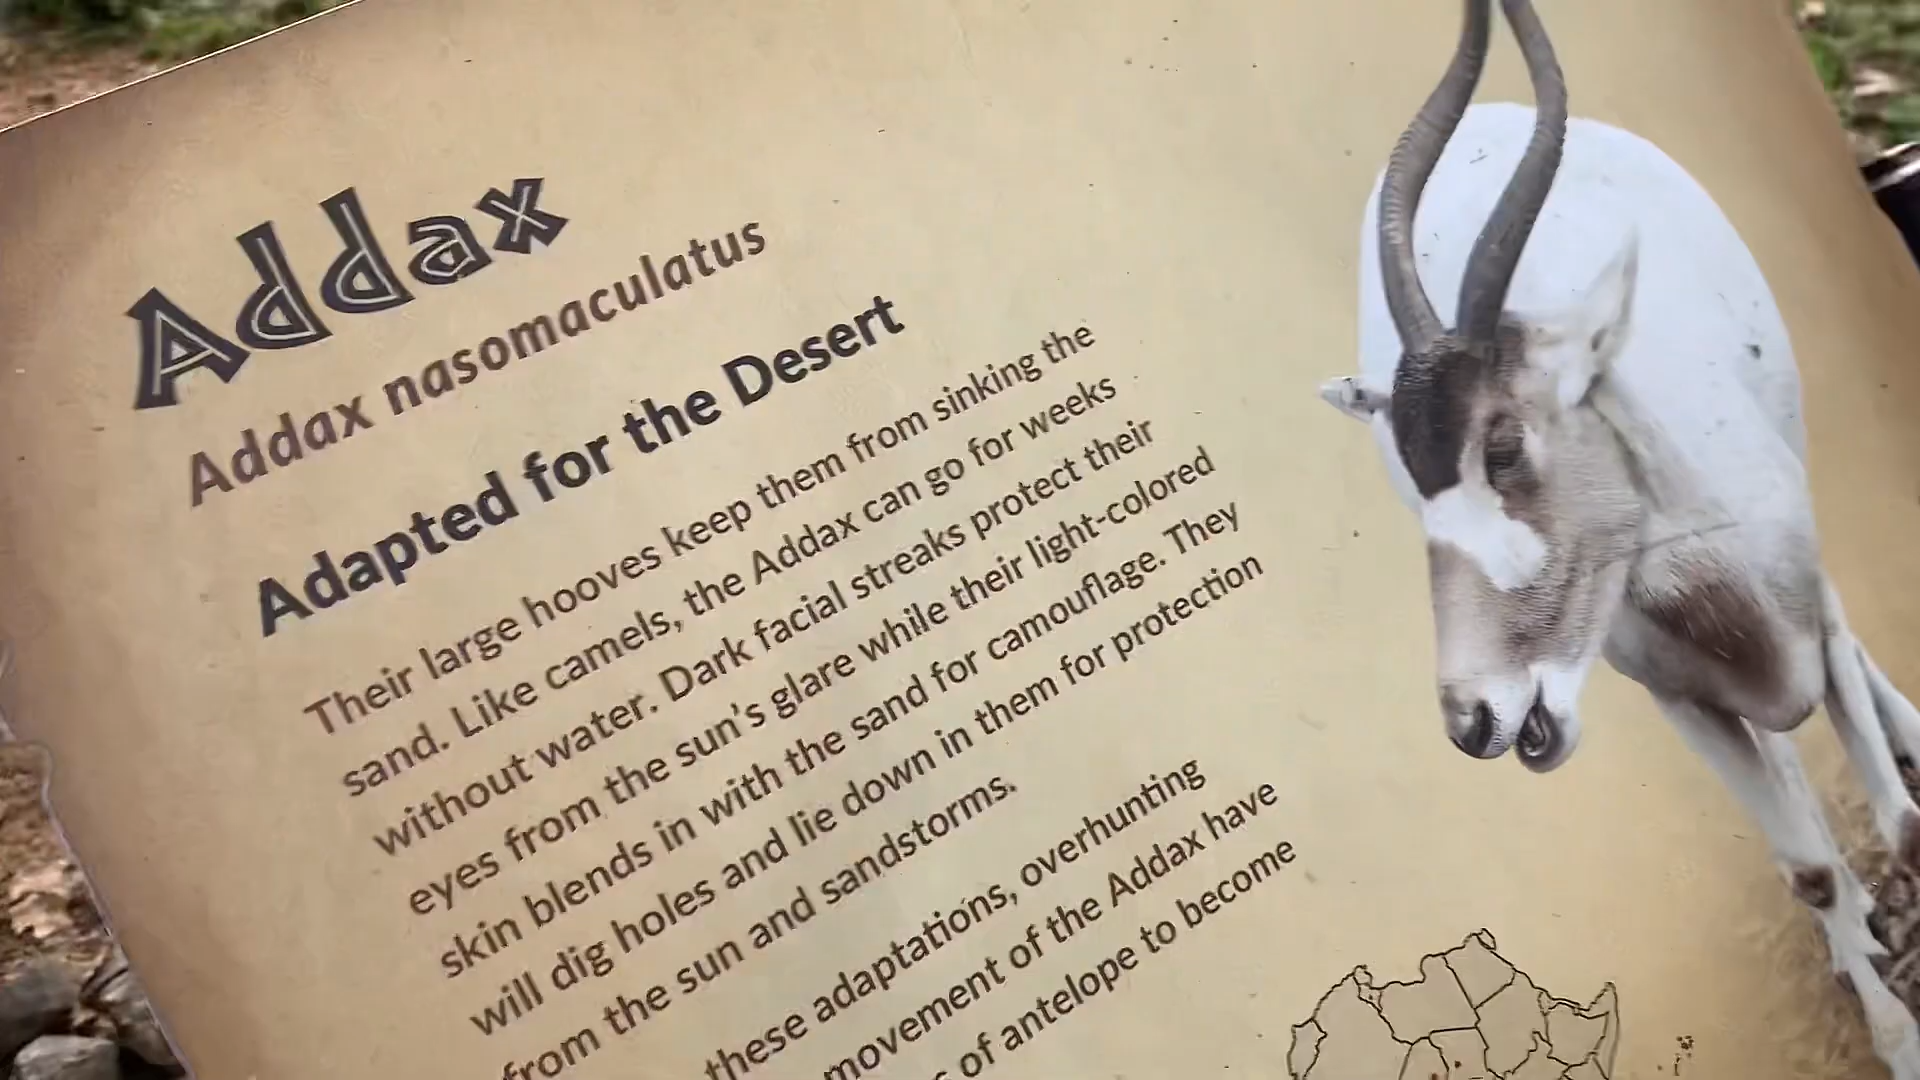 Addax
Addax nasomaculatus
Adapted for the Desert
Their large hooves keep them from sinking the
sand. Like camels, the Addax can go for weeks
without water. Dark facial streaks protect their
eyes from the sun's glare while their light-colored
skin blends in with the sand for camouflage. They
will dig holes and lie down in them for protection
from the sun and sandstorms.
these adaptations, overhunting
movement of the Addax have
of antelope to become